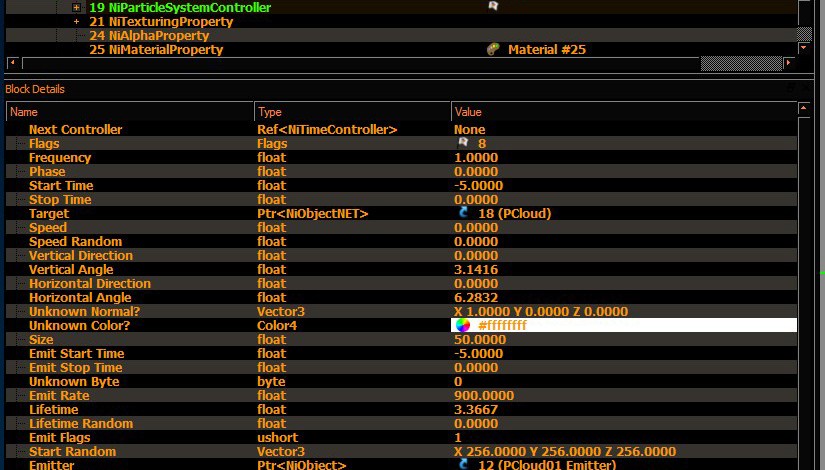 19 NiParticleSystemController
21 NiTexturingProperty
24 NiAlphaProperty
25 NiMaterialProperty Material #25
Block Details
Name Type Value
Next Controller Ref<NiTimeController> None
Flags Flags 8
Frequency float 1.0000
Phase float 0.0000
Start Time float -5.0000
Stop Time float 0.0000
Target Ptr<NiObjectNET> 18 (PCloud)
Speed float 0.0000
Speed Random float 0.0000
Vertical Direction float 0.0000
Vertical Angle float 3.1416
Horizontal Direction float 0.0000
Horizontal Angle float 6.2832
Unknown Normal? Vector3 X 1.0000 Y 0.0000 Z 0.0000
Unknown Color? Color4 #ffffffff
Size float 50.0000
Emit Start Time float -5.0000
Emit Stop Time float 0.0000
Unknown Byte byte 0
Emit Rate float 900.0000
Lifetime float 3.3667
Lifetime Random float 0.0000
Emit Flags ushort 1
Start Random Vector3 X 256.0000 Y 256.0000 Z 256.0000
Emitter Ptr<NiObject> 12 (PCloud01 Emitter)